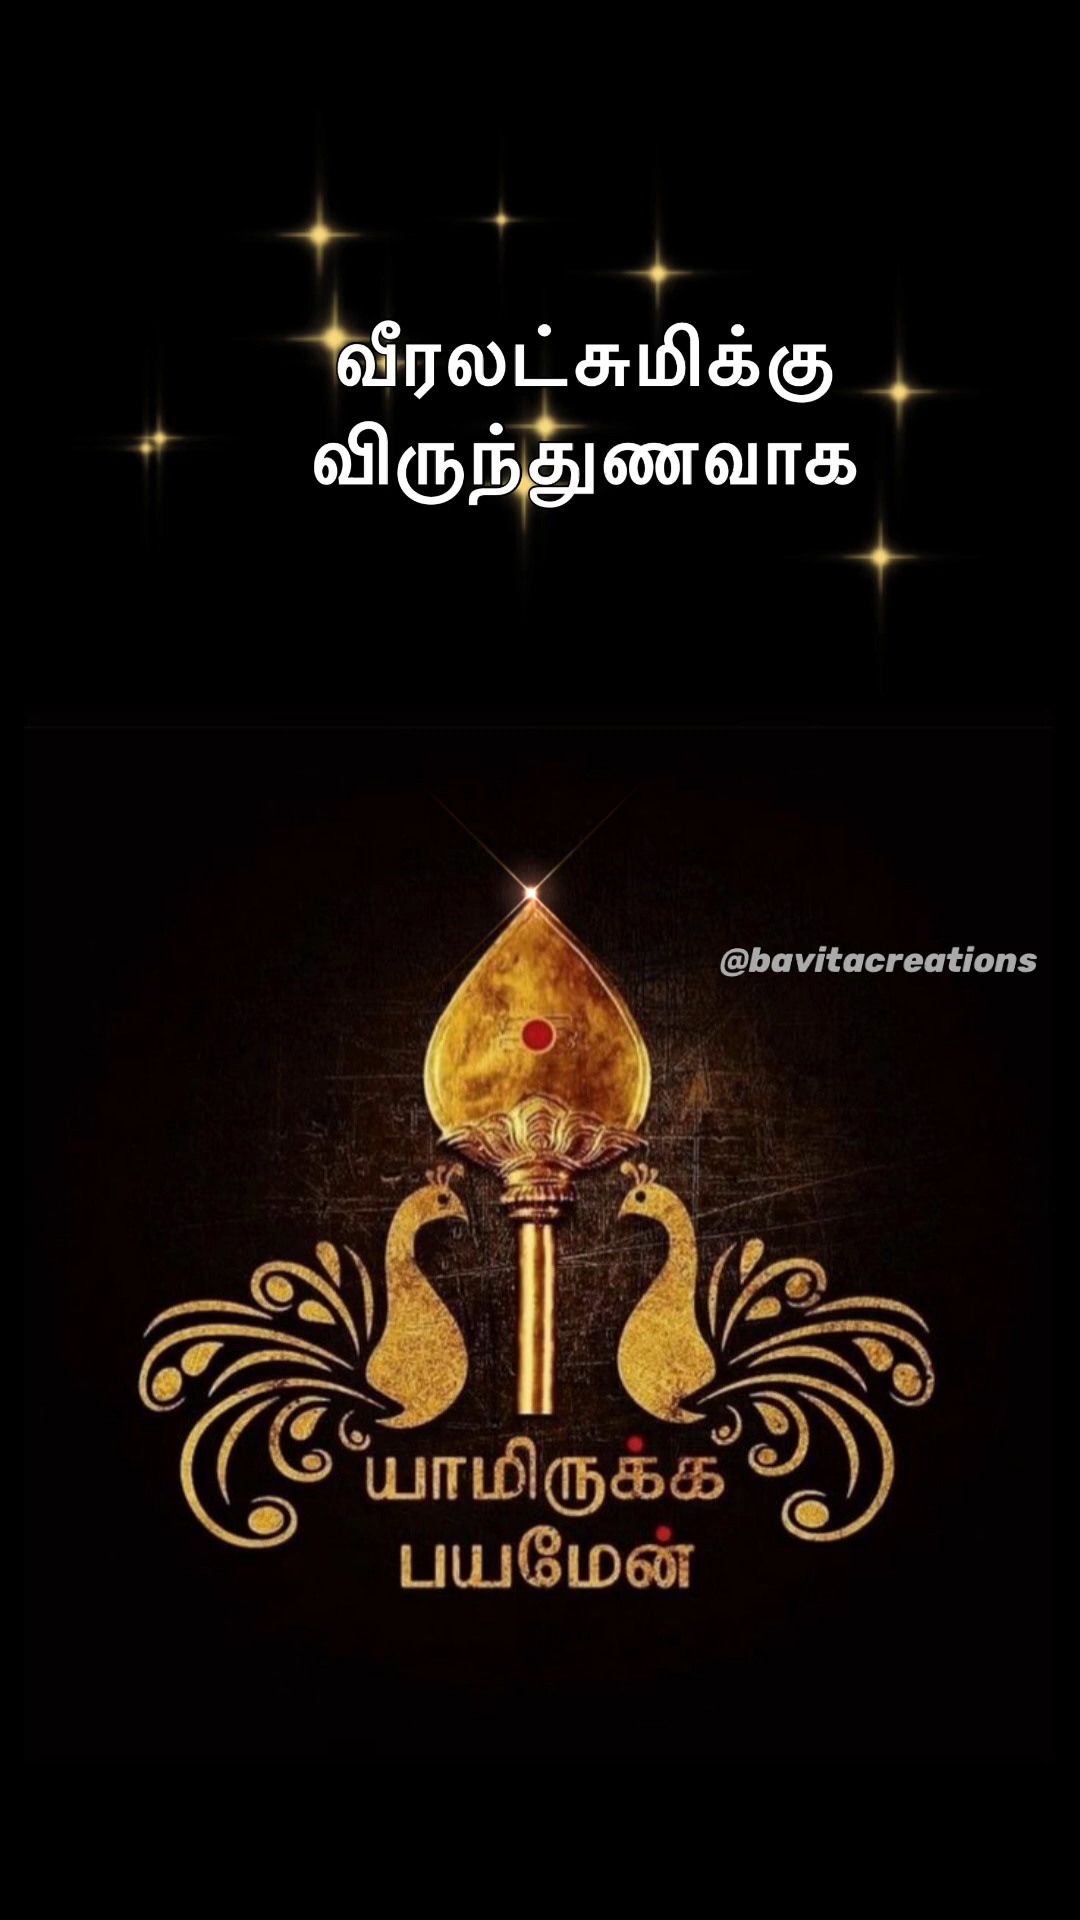 வீரலட்சுமிக்கு
விருந்துணவாக
@bavitacreations
யாமிருக்க
பயமேன்